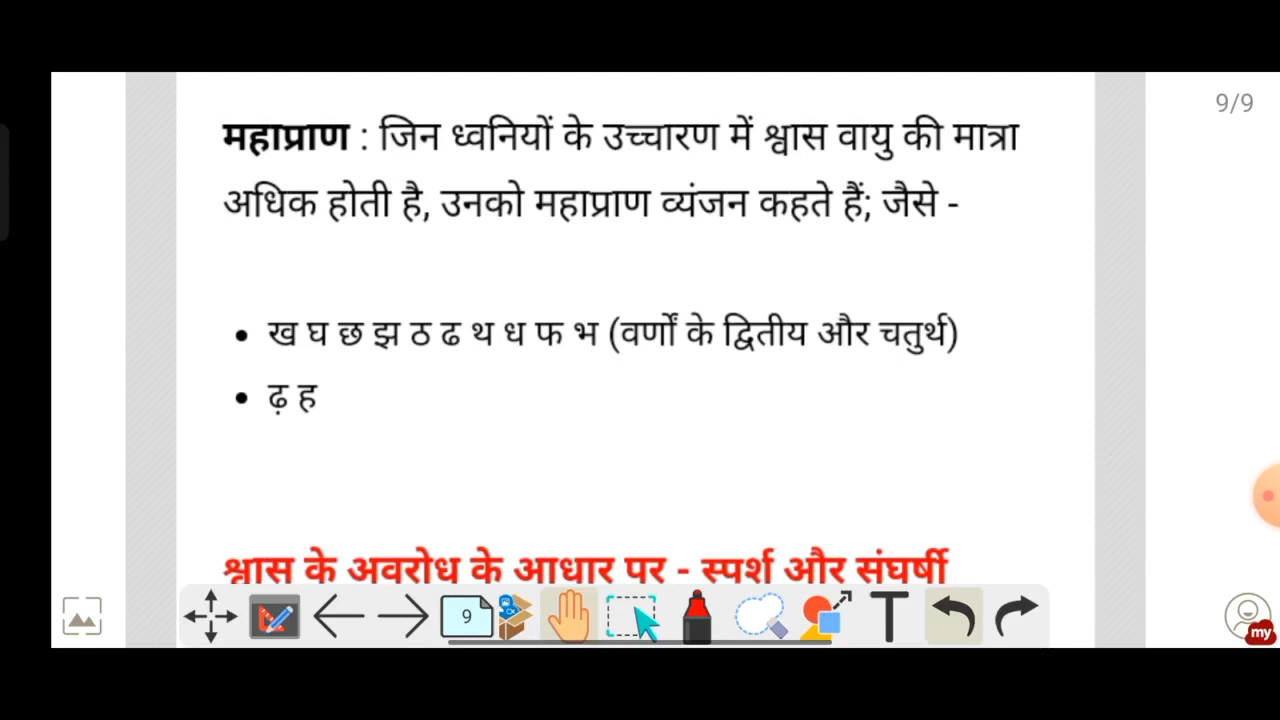 9/9
महाप्राण : जिन ध्वनियों के उच्चारण में श्वास वायु की मात्रा
अधिक होती है, उनको महाप्राण व्यंजन कहते हैं; जैसे -
• ख घ छ झ ठ ढ थ ध फ भ (वर्णों के द्वितीय और चतुर्थ)
• ढ़ ह
श्वास के अवरोध के आधार पर - स्पर्श और संघर्षी
9
T
my